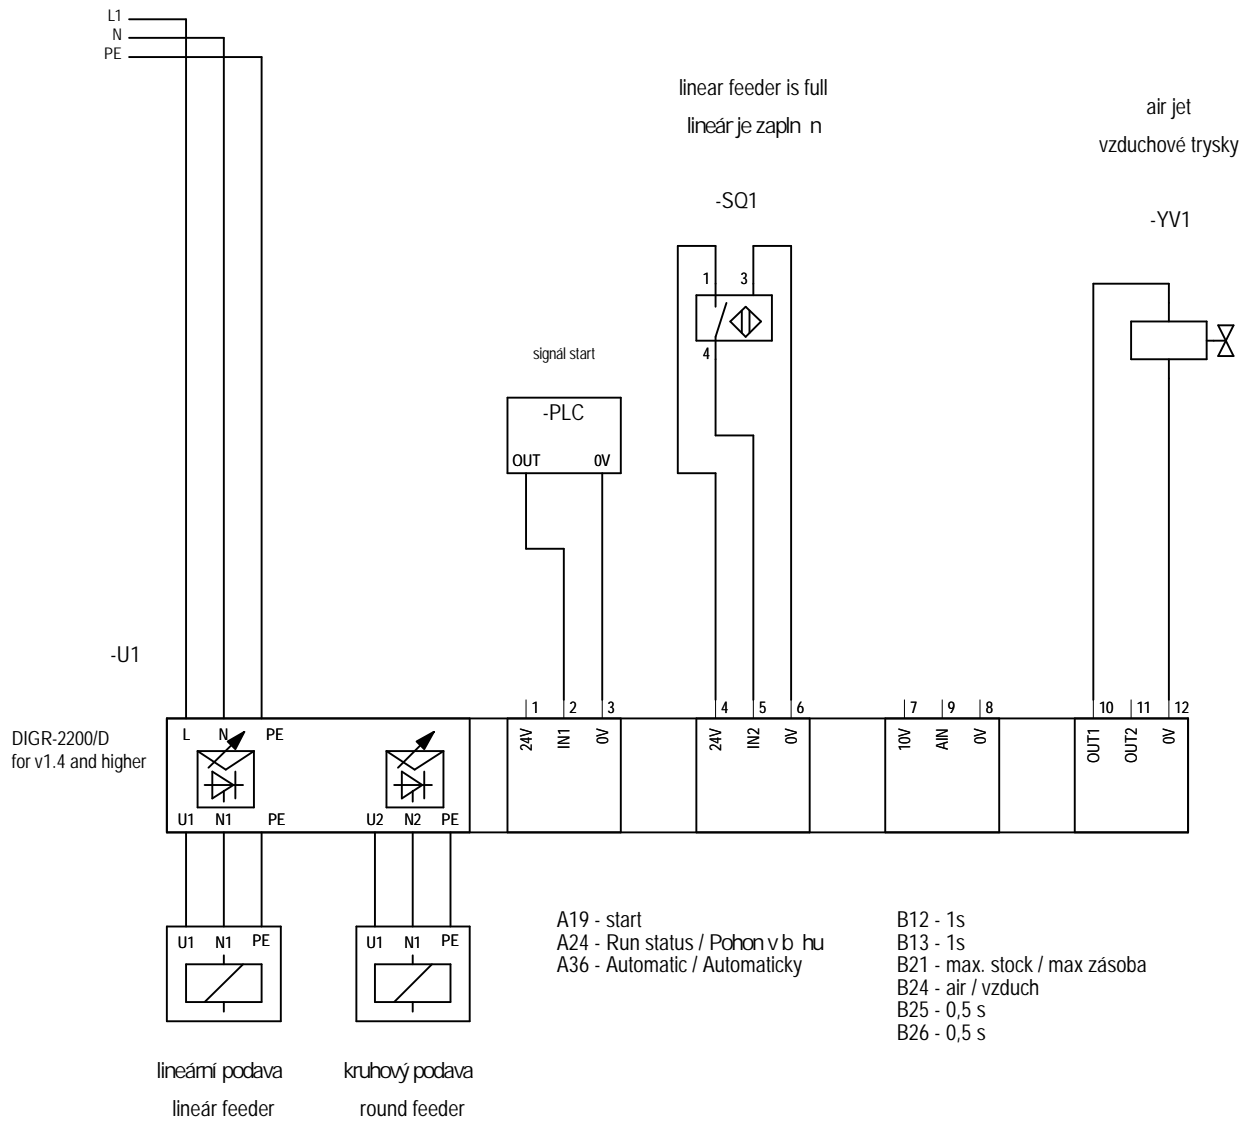 L1
N
PE
linear feeder is full
lineár je zapln n
air jet
vzduchové trysky
-SQ1
-YV1
1 3
4
signál start
-PLC
OUT 0V
-U1
DIGR-2200/D
for v1.4 and higher
L N PE
1 2 3
4 5 6
7 9 8
10 11 12
24V IN1 0V
24V IN2 0V
10V AIN 0V
OUT1 OUT2 0V
U1 N1 PE
U2 N2 PE
U1 N1 PE
U1 N1 PE
A19 - start
A24 - Run status / Pohon v b hu
A36 - Automatic / Automaticky
B12 - 1s
B13 - 1s
B21 - max. stock / max zásoba
B24 - air / vzduch
B25 - 0,5 s
B26 - 0,5 s
lineární podava
lineár feeder
kruhový podava
round feeder